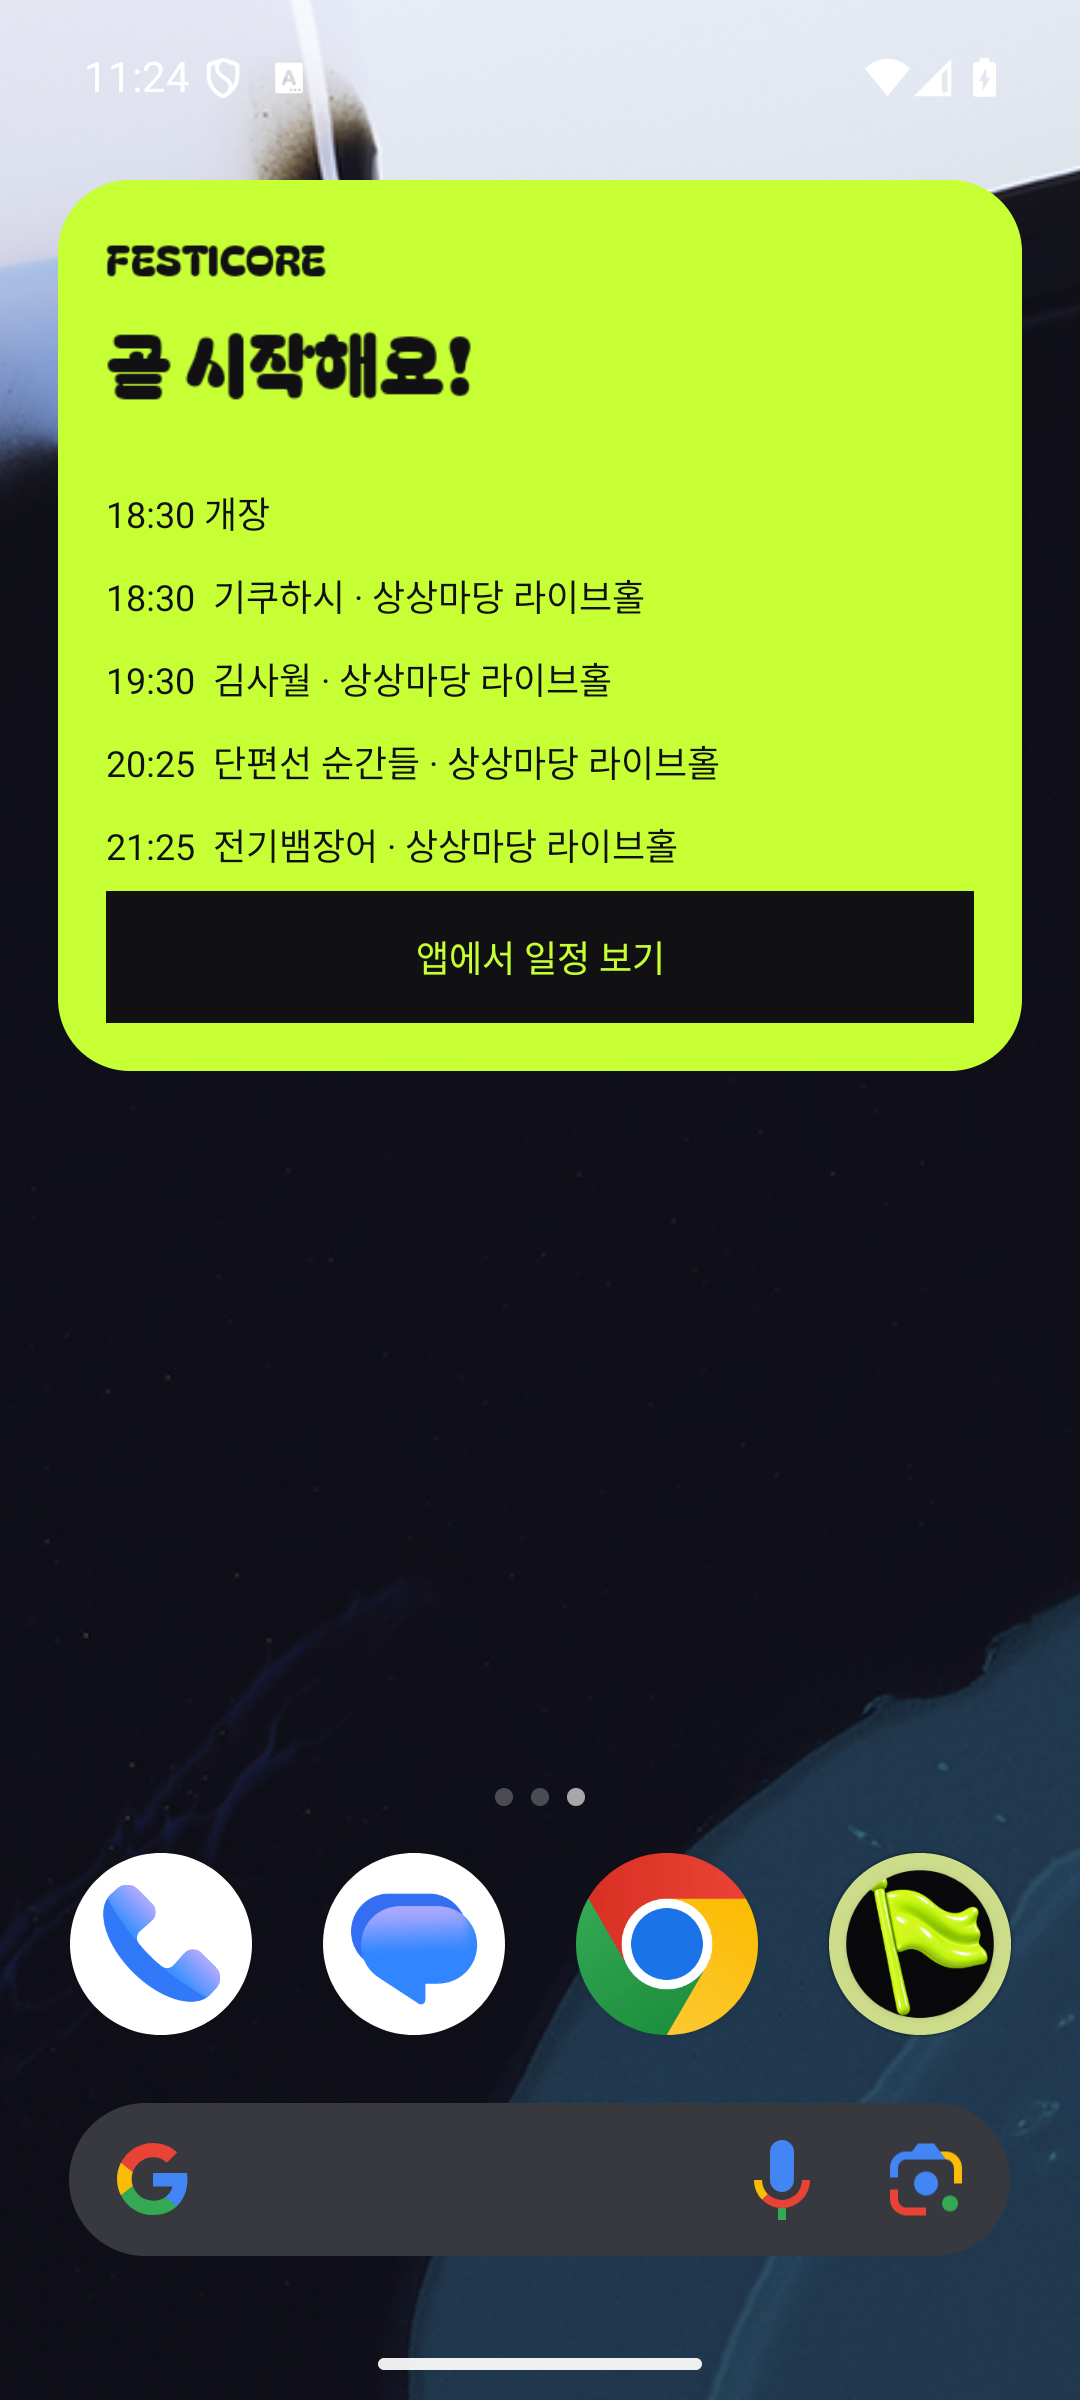 11:24
FESTICORE
곧 시작해요!
18:30 개장
18:30 기쿠하시 · 상상마당 라이브홀
19:30 김사월 · 상상마당 라이브홀
20:25 단편선 순간들 · 상상마당 라이브홀
21:25 전기뱀장어 · 상상마당 라이브홀
앱에서 일정 보기